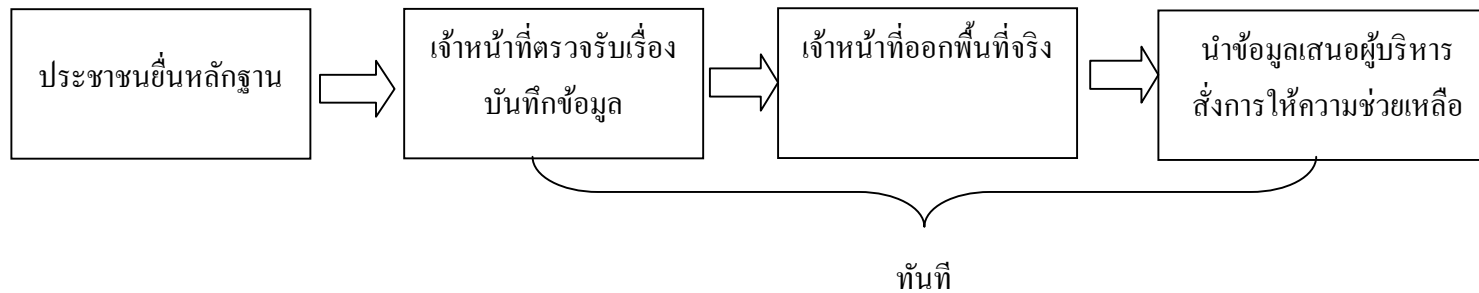 ประชาชนยื่นหลักฐาน
เจ้าหน้าที่ตรวจรับเรื่อง
บันทึกข้อมูล
เจ้าหน้าที่ออกพื้นที่จริง
นำข้อมูลเสนอผู้บริหาร
สั่งการให้ความช่วยเหลือ
ทันที